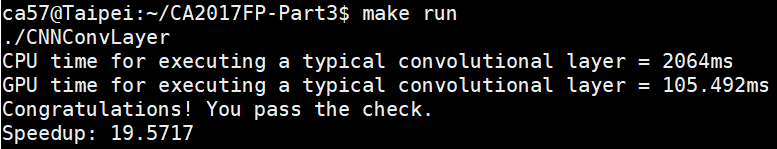 ca57@Taipei:~/CA2017FP-Part3$ make run
./CNNConvLayer
CPU time for executing a typical convolutional layer = 2064ms
GPU time for executing a typical convolutional layer = 105.492ms
Congratulations! You pass the check.
Speedup: 19.5717